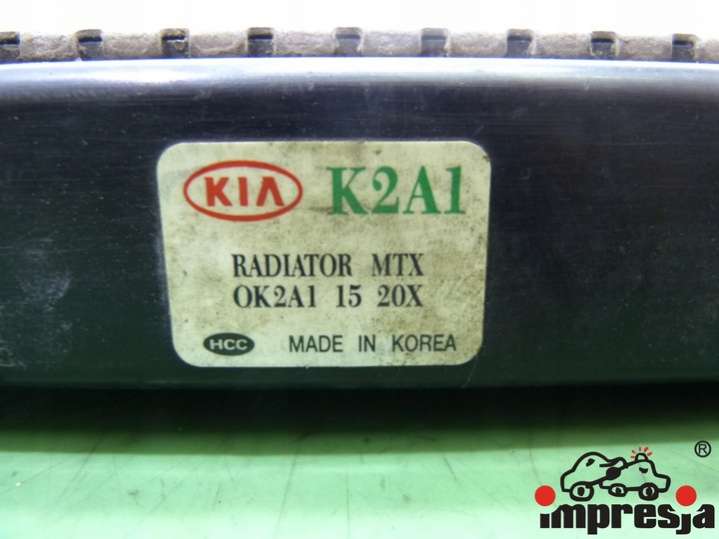 KIA K2A1
RADIATOR MTX
OK2A1 15 20X
HCC MADE IN KOREA
®
impresja